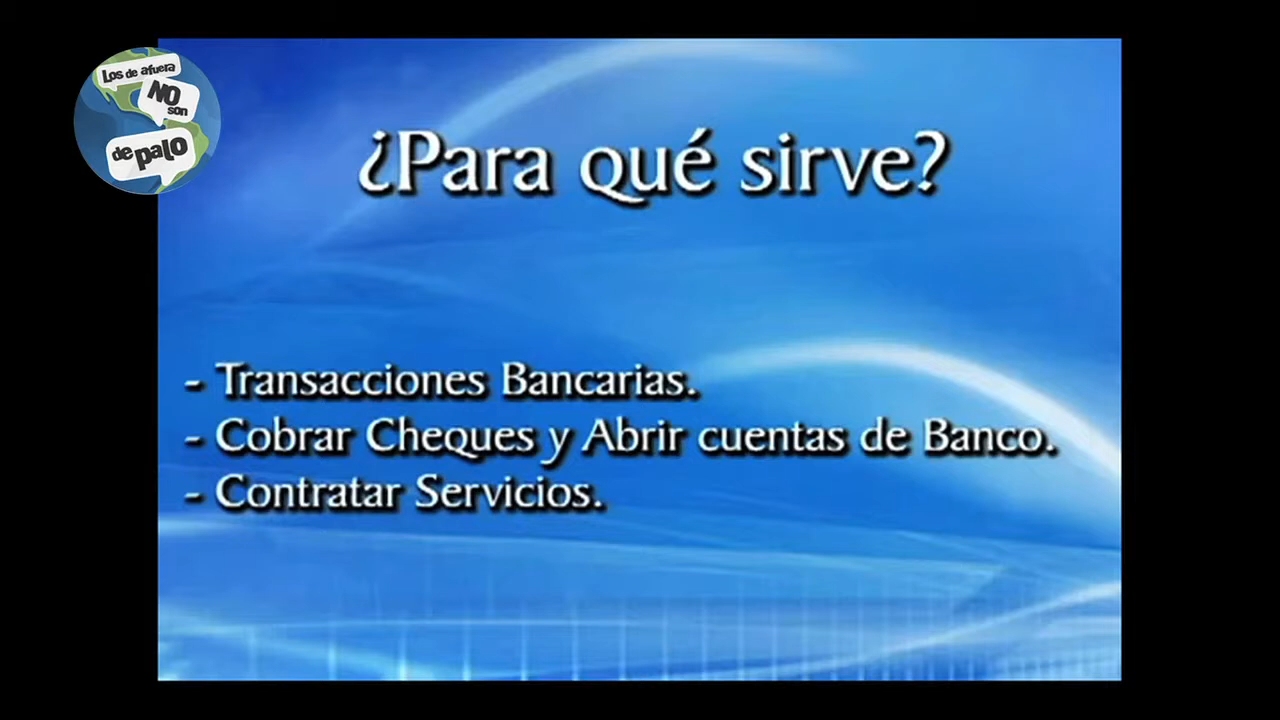 Los de afuera
NO
son
de palo
¿Para qué sirve?
- Transacciones Bancarias.
- Cobrar Cheques y Abrir cuentas de Banco.
- Contratar Servicios.